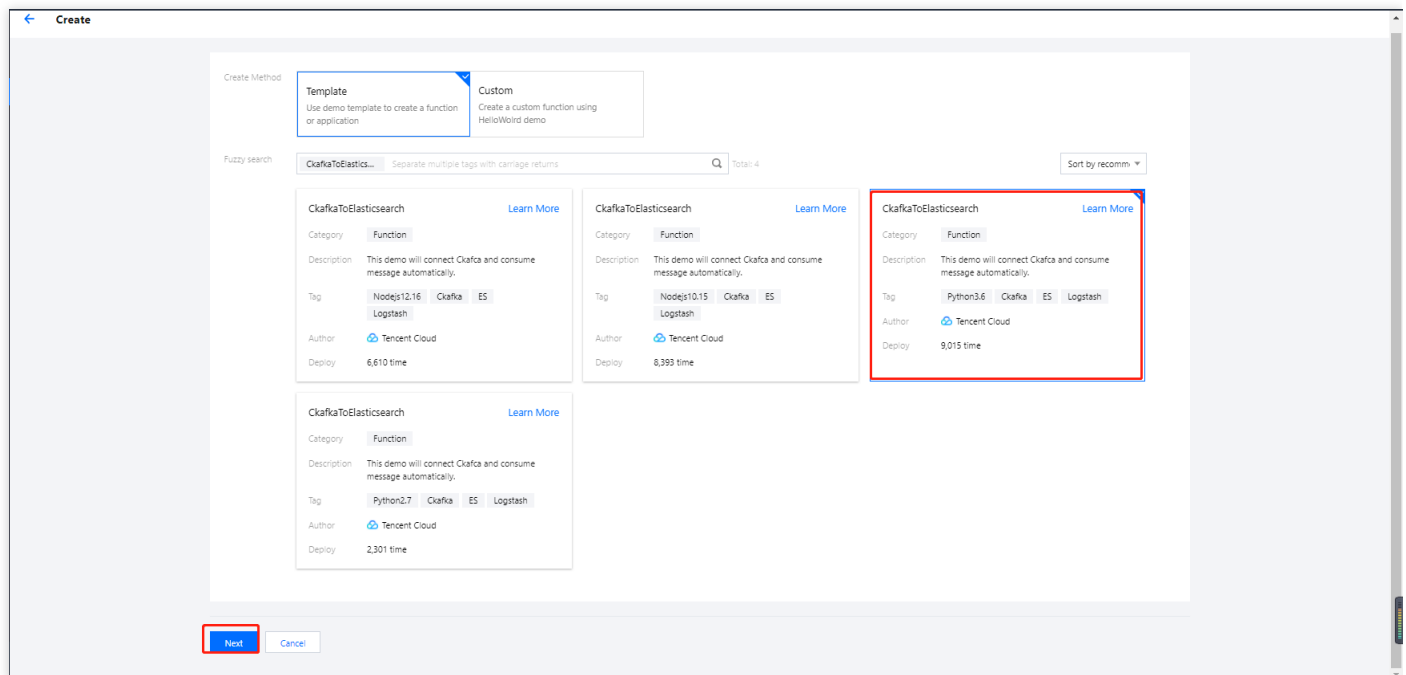 Create
Create Method
Template
Use demo template to create a function
or application
Custom
Create a custom function using
HelloWolrd demo
Fuzzy search
CkafkaToElastics... Separate multiple tags with carriage returns
Total: 4
Sort by recomm
CkafkaToElasticsearch Learn More
Category Function
Description This demo will connect Ckafca and consume
message automatically.
Tag Nodejs12.16 Ckafka ES
Logstash
Author Tencent Cloud
Deploy 6,610 time
CkafkaToElasticsearch Learn More
Category Function
Description This demo will connect Ckafca and consume
message automatically.
Tag Nodejs10.15 Ckafka ES
Logstash
Author Tencent Cloud
Deploy 8,393 time
CkafkaToElasticsearch Learn More
Category Function
Description This demo will connect Ckafca and consume
message automatically.
Tag Python3.6 Ckafka ES Logstash
Author Tencent Cloud
Deploy 9,015 time
CkafkaToElasticsearch Learn More
Category Function
Description This demo will connect Ckafca and consume
message automatically.
Tag Python2.7 Ckafka ES Logstash
Author Tencent Cloud
Deploy 2,301 time
Next Cancel